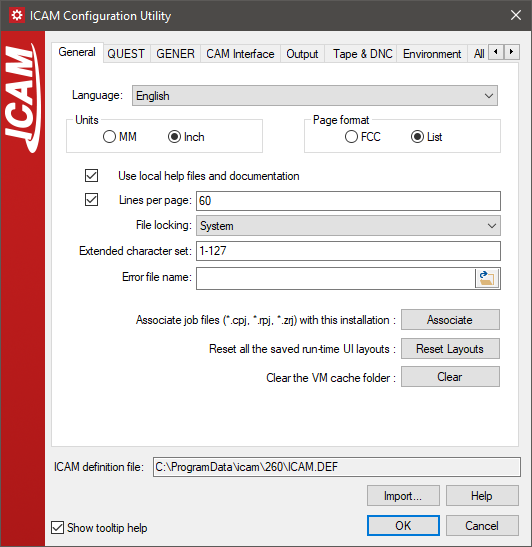 ICAM Configuration Utility
ICAM
General QUEST GENER CAM Interface Output Tape & DNC Environment All
Language: English
Units Page format
MM Inch FCC List
Use local help files and documentation
Lines per page: 60
File locking: System
Extended character set: 1-127
Error file name:
Associate job files (*.cpj, *.rpj, *.zrj) with this installation : Associate
Reset all the saved run-time UI layouts : Reset Layouts
Clear the VM cache folder : Clear
ICAM definition file: C:\ProgramData\icam\260\ICAM.DEF
Import... Help
Show tooltip help OK Cancel